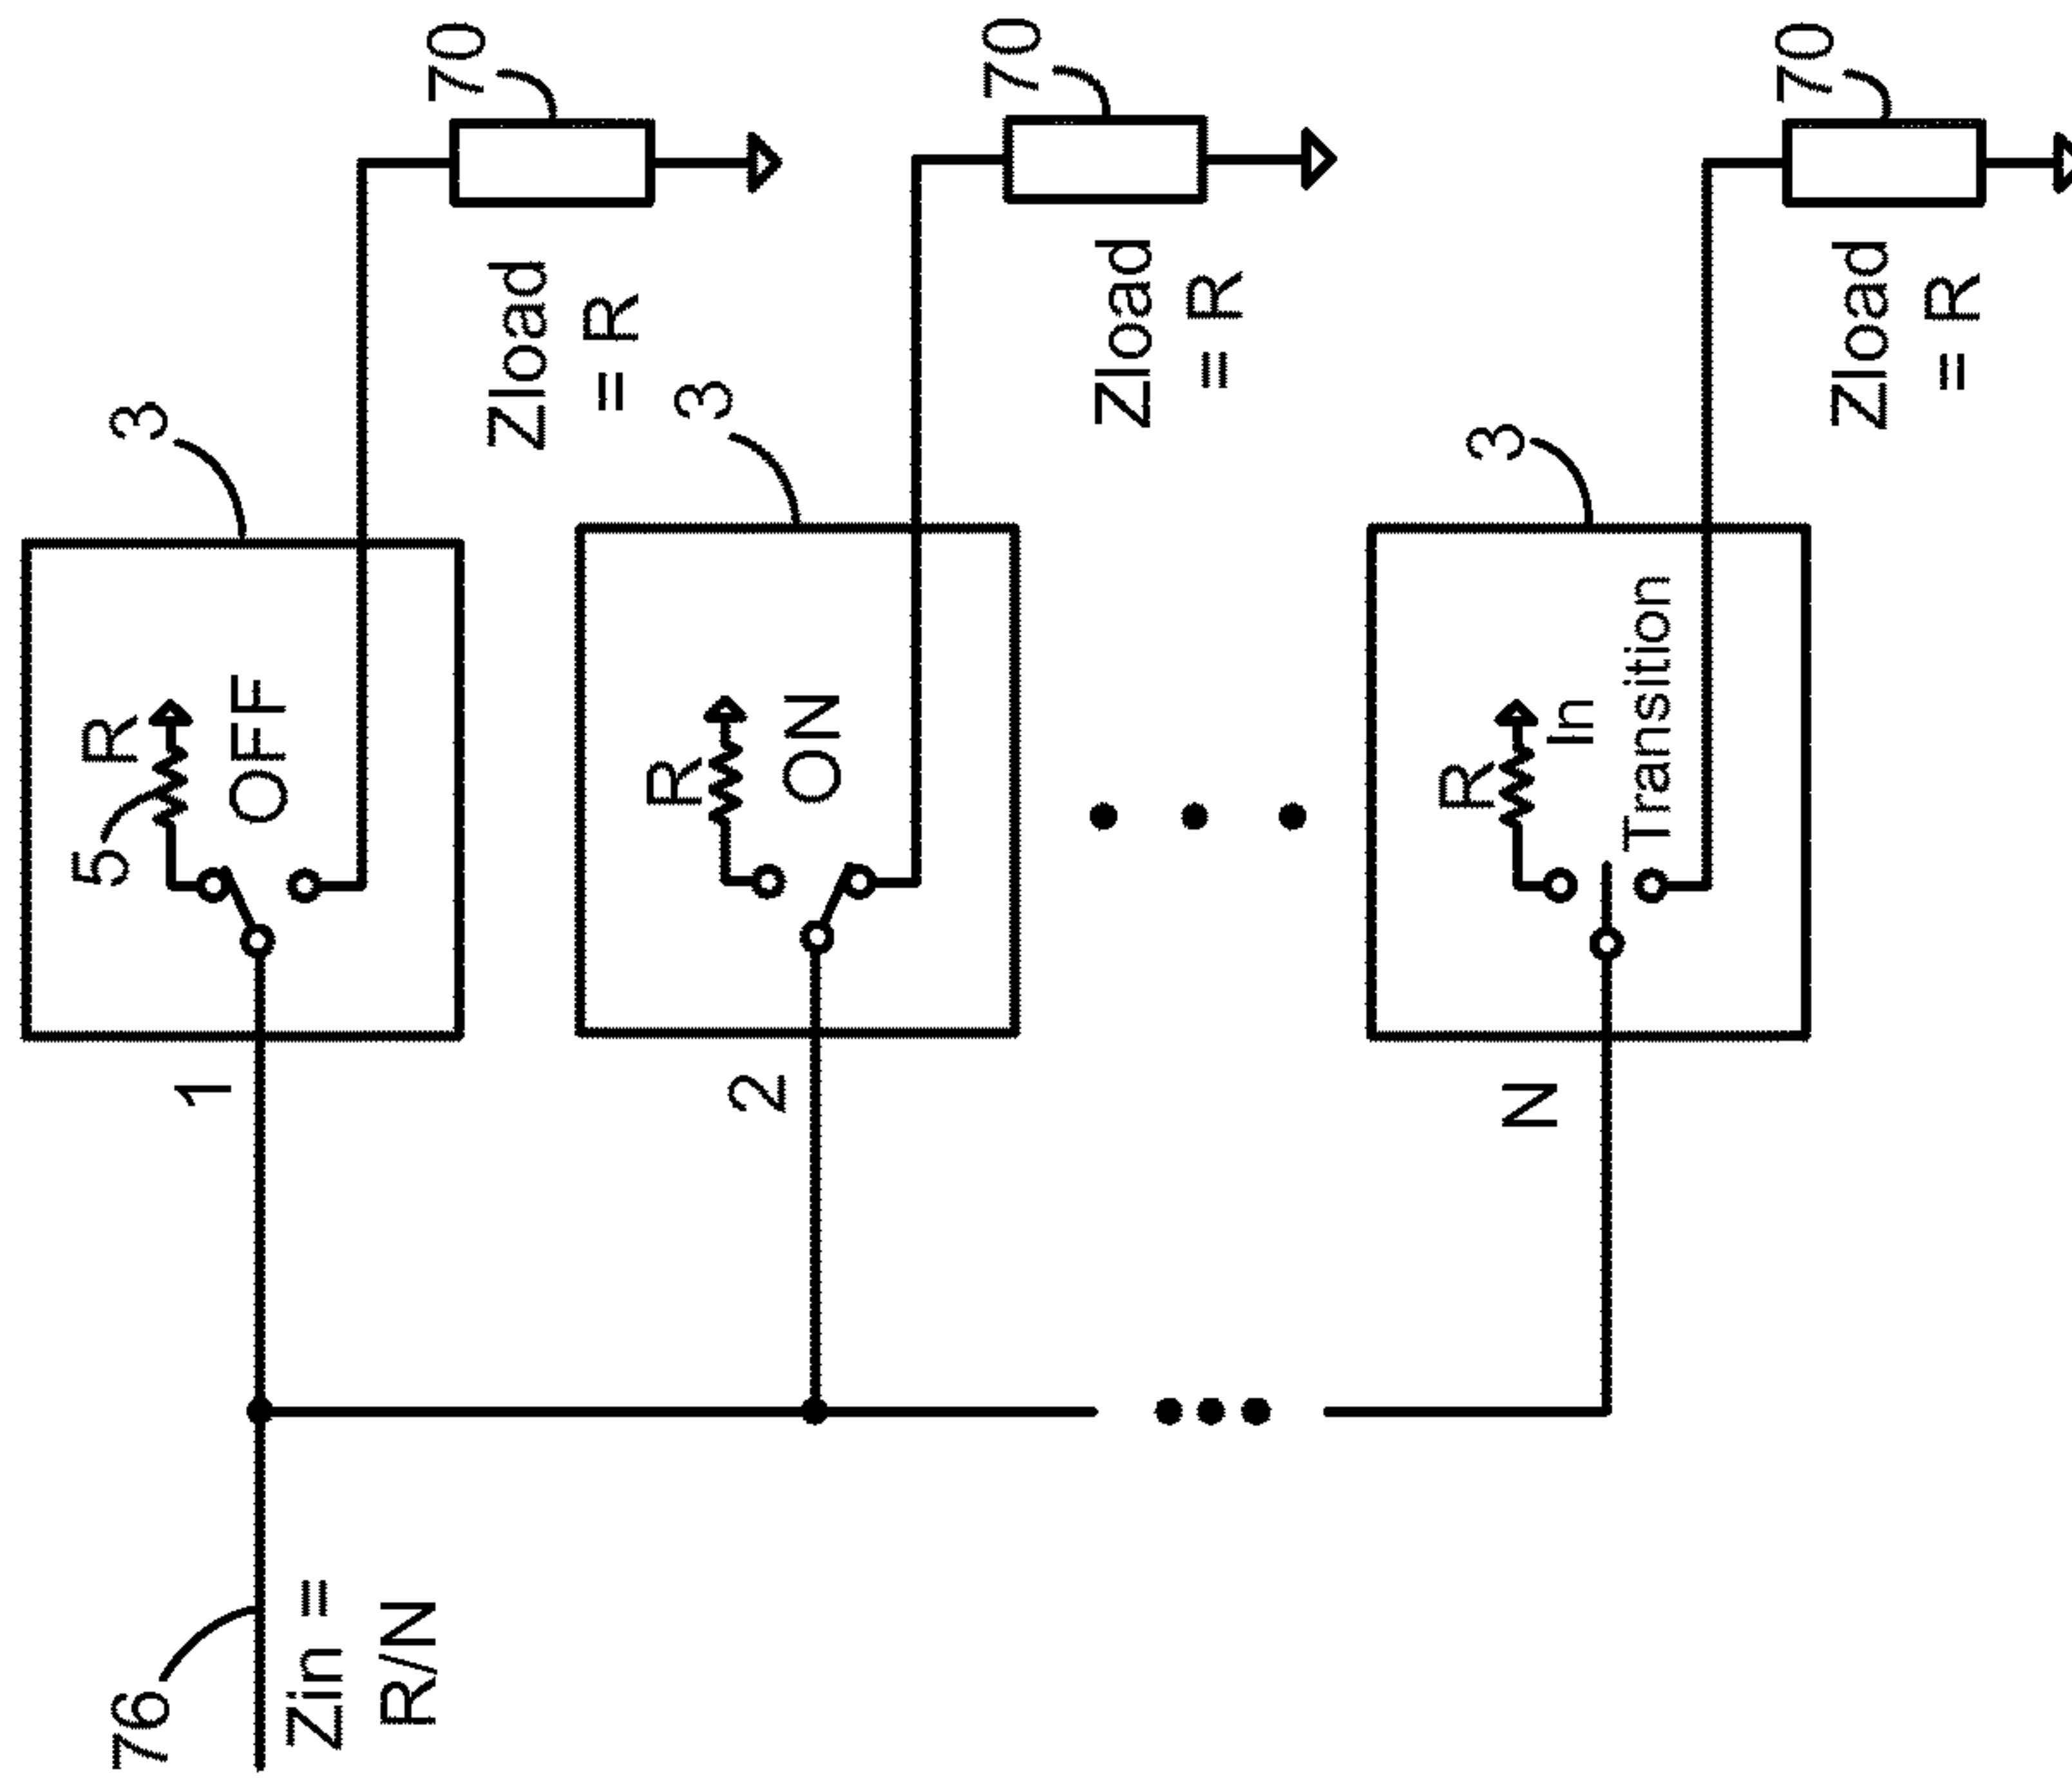 76
Zin =
R/N
1
5
R
OFF
3
70
Zload
= R
2
R
ON
3
70
Zload
= R
N
R
In
Transition
3
70
Zload
= R